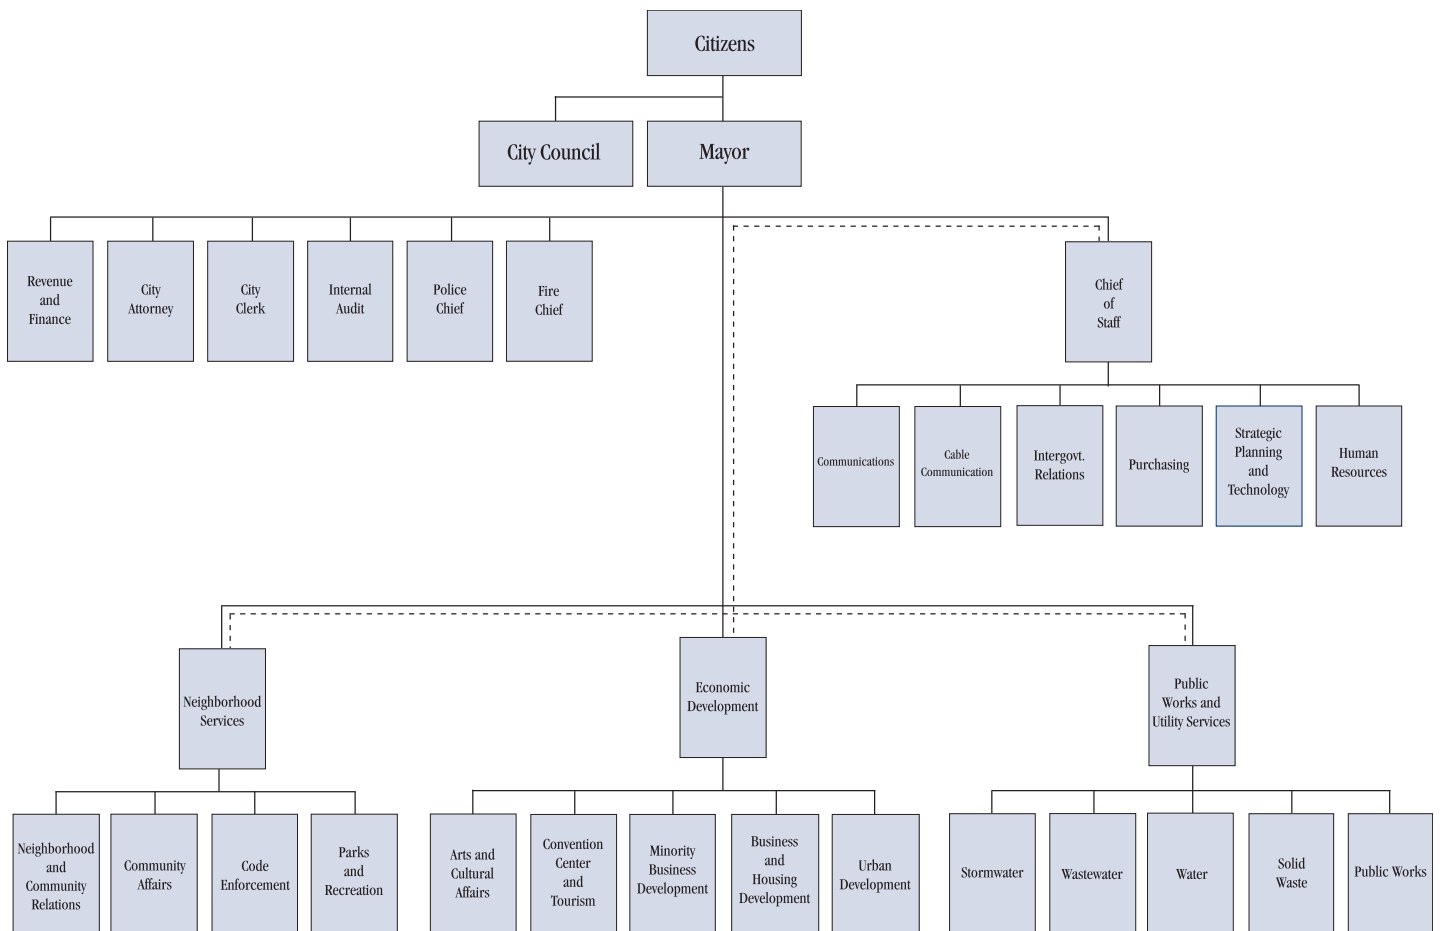 Citizens
City Council
Mayor
Revenue
and
Finance
City
Attorney
City
Clerk
Internal
Audit
Police
Chief
Fire
Chief
Chief
of
Staff
Communications
Cable
Communication
Intergovt.
Relations
Purchasing
Strategic
Planning
and
Technology
Human
Resources
Neighborhood
Services
Economic
Development
Public
Works and
Utility Services
Neighborhood
and
Community
Relations
Community
Affairs
Code
Enforcement
Parks
and
Recreation
Arts and
Cultural
Affairs
Convention
Center
and
Tourism
Minority
Business
Development
Business
and
Housing
Development
Urban
Development
Stormwater
Wastewater
Water
Solid
Waste
Public Works